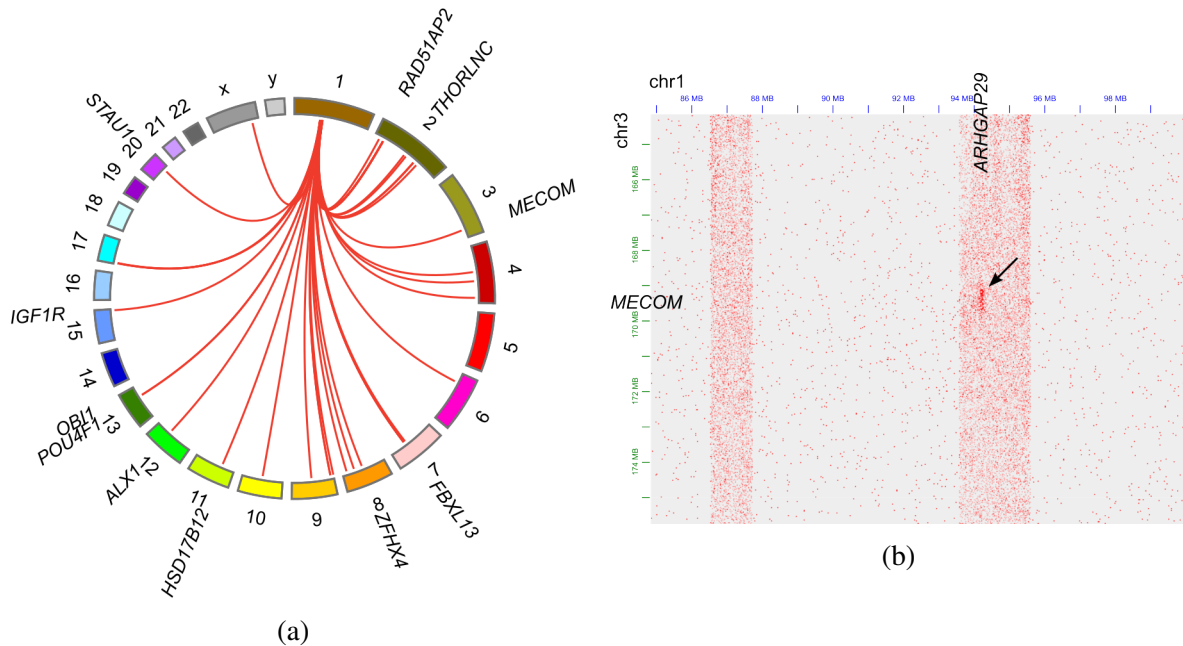 (a)
1
2
3
4
5
6
7
8
9
10
11
12
13
14
15
16
17
18
19
20
21
22
x
y
RAD51AP2
THORLNC
MECOM
FBXL13
ZFHX4
HSD17B12
ALX1
POU4F1
OBI1
IGF1R
STAU1
(b)
chr1
86 MB
88 MB
90 MB
92 MB
94 MB
96 MB
98 MB
ARHGAP29
chr3
166 MB
168 MB
MECOM
170 MB
172 MB
174 MB